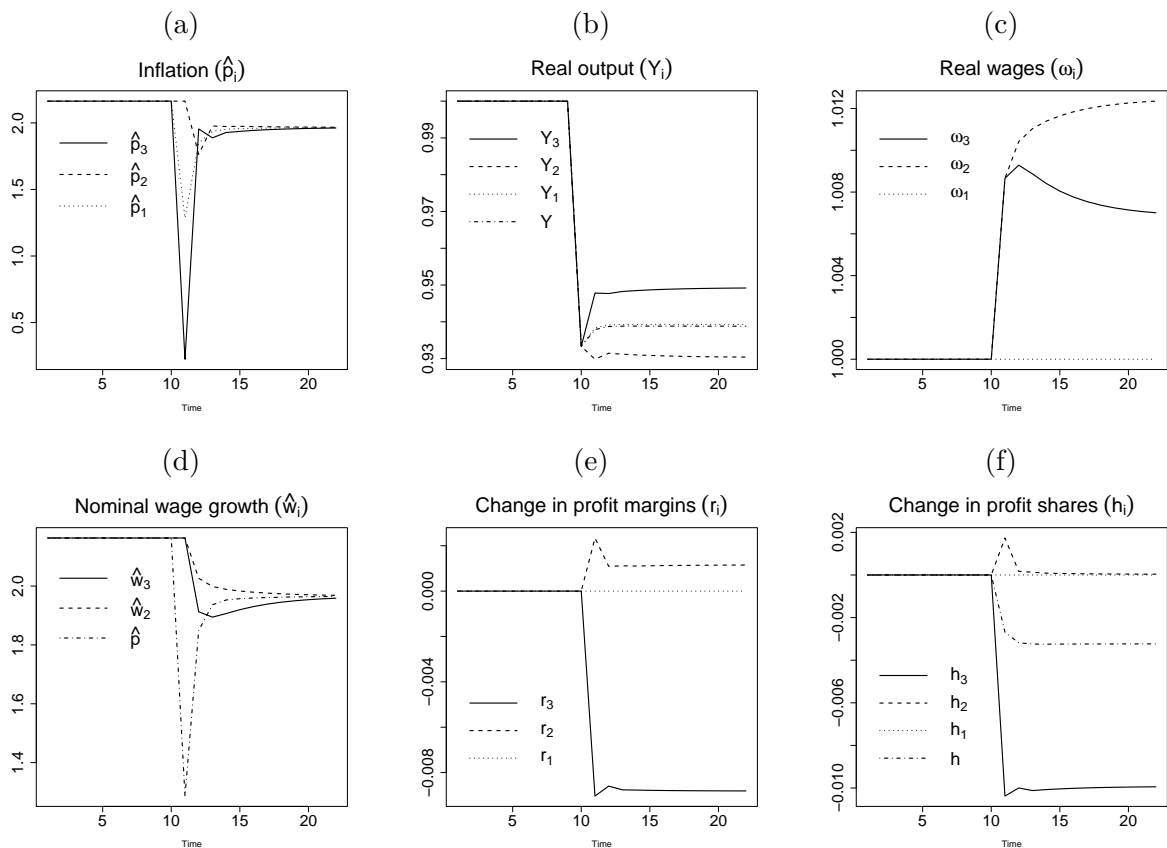 (a)
Inflation (p̂ᵢ)
2.0
1.5
1.0
0.5
p̂₃
p̂₂
p̂₁
5 10 15 20
Time
(b)
Real output (Yᵢ)
0.99
0.97
0.95
0.93
Y₃
Y₂
Y₁
Y
5 10 15 20
Time
(c)
Real wages (ωᵢ)
1.012
1.008
1.004
1.000
ω₃
ω₂
ω₁
5 10 15 20
Time
(d)
Nominal wage growth (ŵᵢ)
2.0
1.8
1.6
1.4
ŵ₃
ŵ₂
p̂
5 10 15 20
Time
(e)
Change in profit margins (rᵢ)
0.000
−0.004
−0.008
r₃
r₂
r₁
5 10 15 20
Time
(f)
Change in profit shares (hᵢ)
0.002
−0.002
−0.006
−0.010
h₃
h₂
h₁
h
5 10 15 20
Time